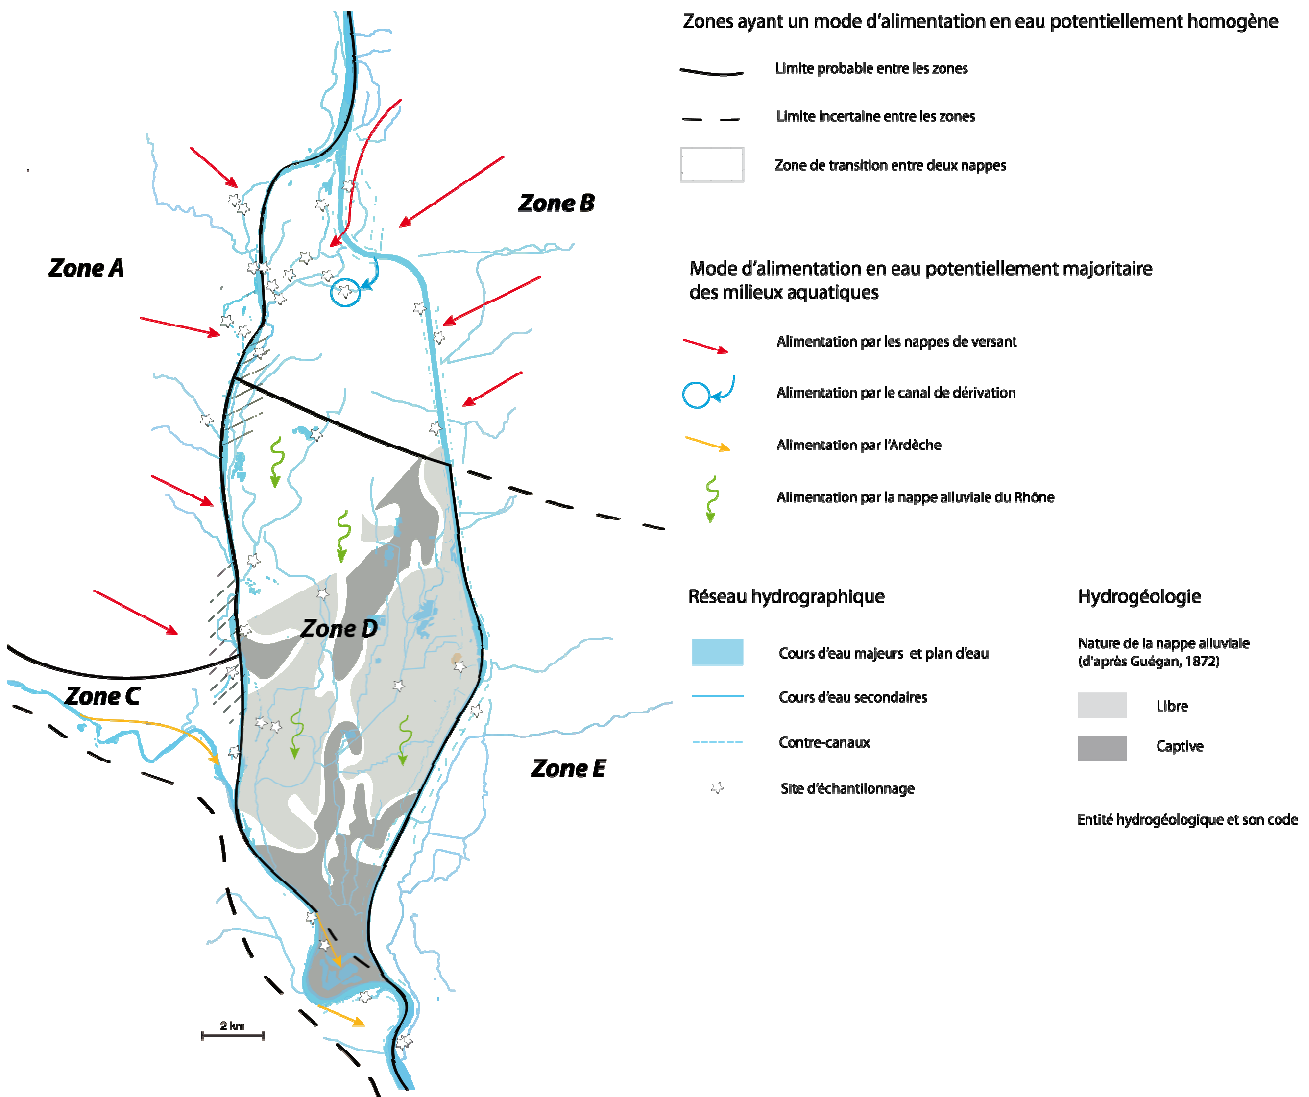 Zones ayant un mode d'alimentation en eau potentiellement homogène
Limite probable entre les zones
Limite incertaine entre les zones
Zone de transition entre deux nappes
Zone B
Zone A
Mode d'alimentation en eau potentiellement majoritaire
des milieux aquatiques
Alimentation par les nappes de versant
Alimentation par le canal de dérivation
Alimentation par l'Ardèche
Alimentation par la nappe alluviale du Rhône
Zone D
Zone C
Zone E
Réseau hydrographique
Cours d'eau majeurs et plan d'eau
Cours d'eau secondaires
Contre-canaux
Site d'échantilonnage
Hydrogéologie
Nature de la nappe alluviale
(d'après Guégan, 1872)
Libre
Captive
Entité hydrogéologique et son code
2 km